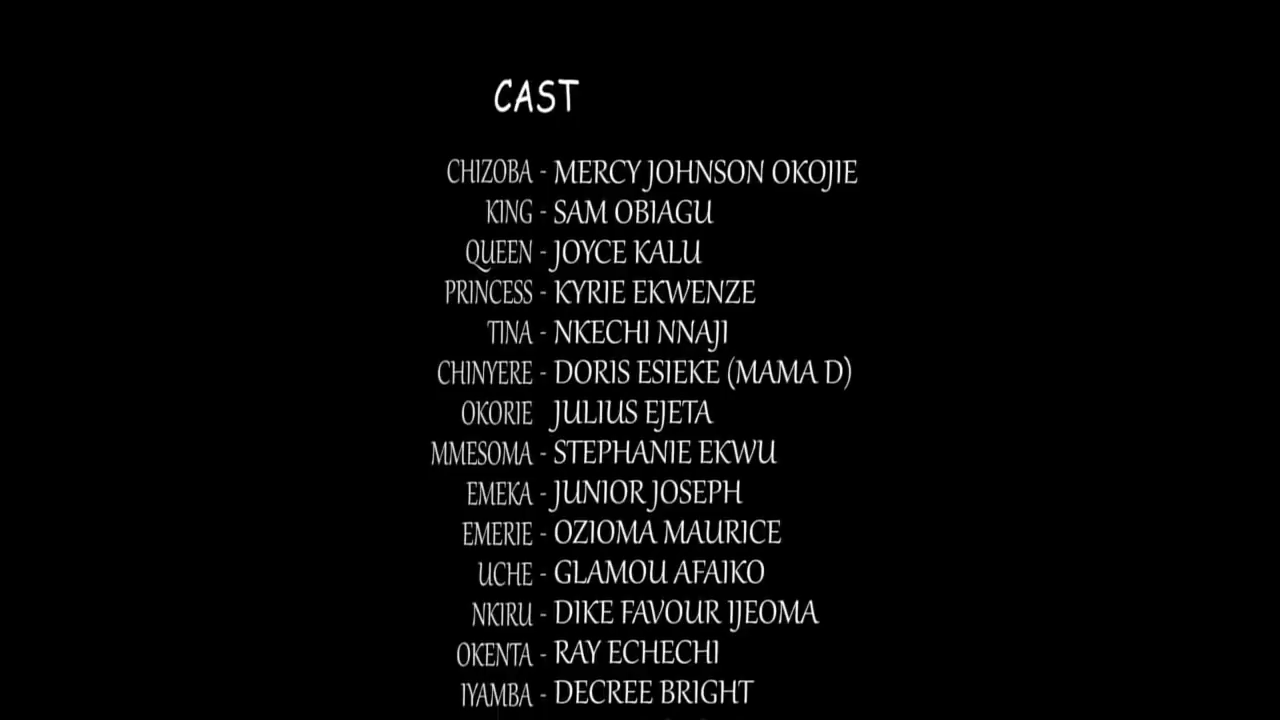 CAST
CHIZOBA - MERCY JOHNSON OKOJIE
KING - SAM OBIAGU
QUEEN - JOYCE KALU
PRINCESS - KYRIE EKWENZE
TINA - NKECHI NNAJI
CHINYERE - DORIS ESIEKE (MAMA D)
OKORIE JULIUS EJETA
MMESOMA - STEPHANIE EKWU
EMEKA - JUNIOR JOSEPH
EMERIE - OZIOMA MAURICE
UCHE - GLAMOU AFAIKO
NKIRU - DIKE FAVOUR IJEOMA
OKENTA - RAY ECHECHI
IYAMBA - DECREE BRIGHT